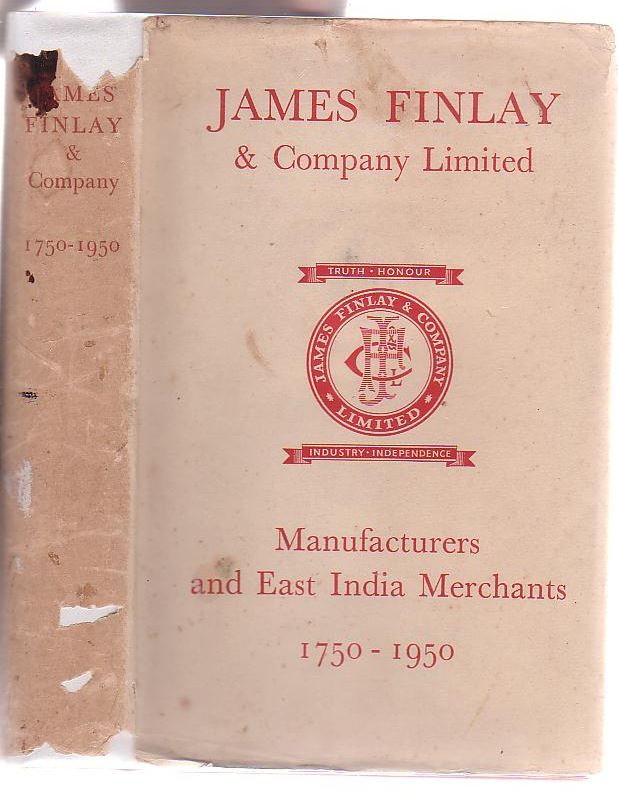 JAMES
FINLAY
&
Company
1750-1950
JAMES FINLAY
& Company Limited
TRUTH · HONOUR
JAMES FINLAY & COMPANY
LIMITED
INDUSTRY · INDEPENDENCE
Manufacturers
and East India Merchants
1750 - 1950